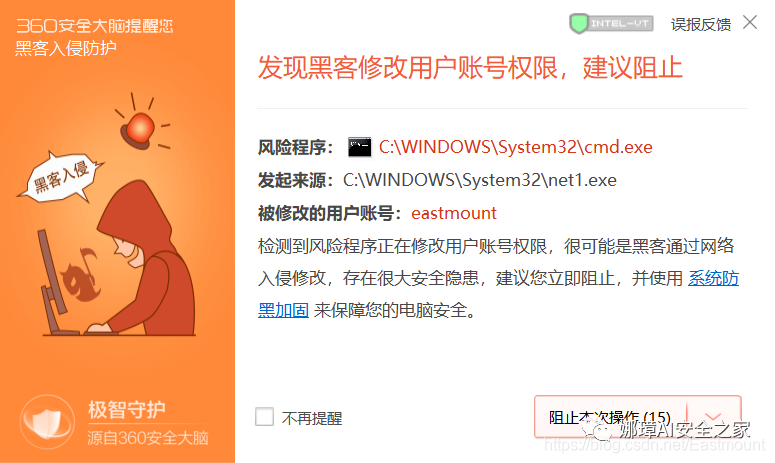 360安全大脑提醒您
黑客入侵防护
INTEL-VT
误报反馈
发现黑客修改用户账号权限，建议阻止
黑客入侵
风险程序：
C:\WINDOWS\System32\cmd.exe
发起来源：C:\WINDOWS\System32\net1.exe
被修改的用户账号：eastmount
检测到风险程序正在修改用户账号权限，很可能是黑客通过网络
入侵修改，存在很大安全隐患，建议您立即阻止，并使用 系统防
黑加固 来保障您的电脑安全。
极智守护
源自360安全大脑
不再提醒
阻止本次操作 (15)
娜璋AI安全之家
https://blog.csdn.net/Eastmount